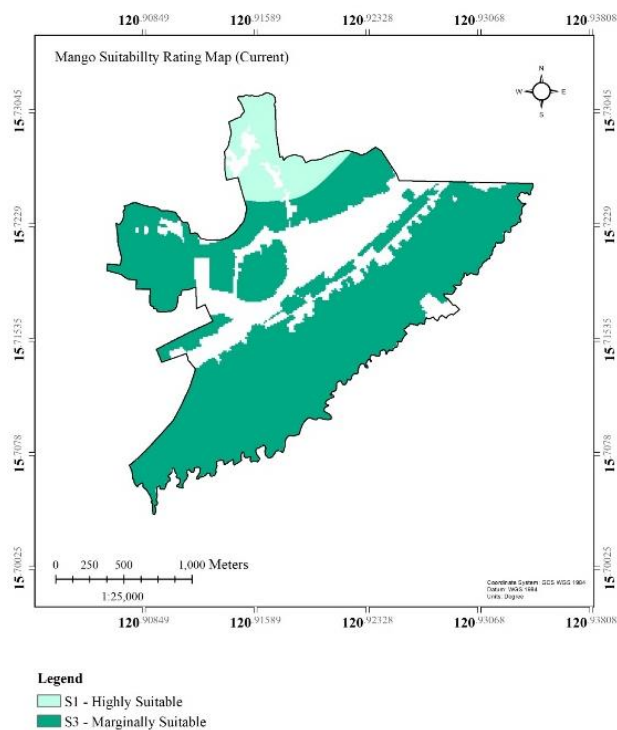 120.90849 120.91589 120.92328 120.93068 120.93808
Mango Suitabillty Rating Map (Current)
N
W E
S
15.73045 15.73045
15.7229 15.7229
15.71535 15.71535
15.7078 15.7078
15.70025 15.70025
0 250 500 1,000 Meters
1:25,000
Coordinate System: GCS WGS 1984
Datum: WGS 1984
Units: Degree
120.90849 120.91589 120.92328 120.93068 120.93808
Legend
S1 - Highly Suitable
S3 - Marginally Suitable